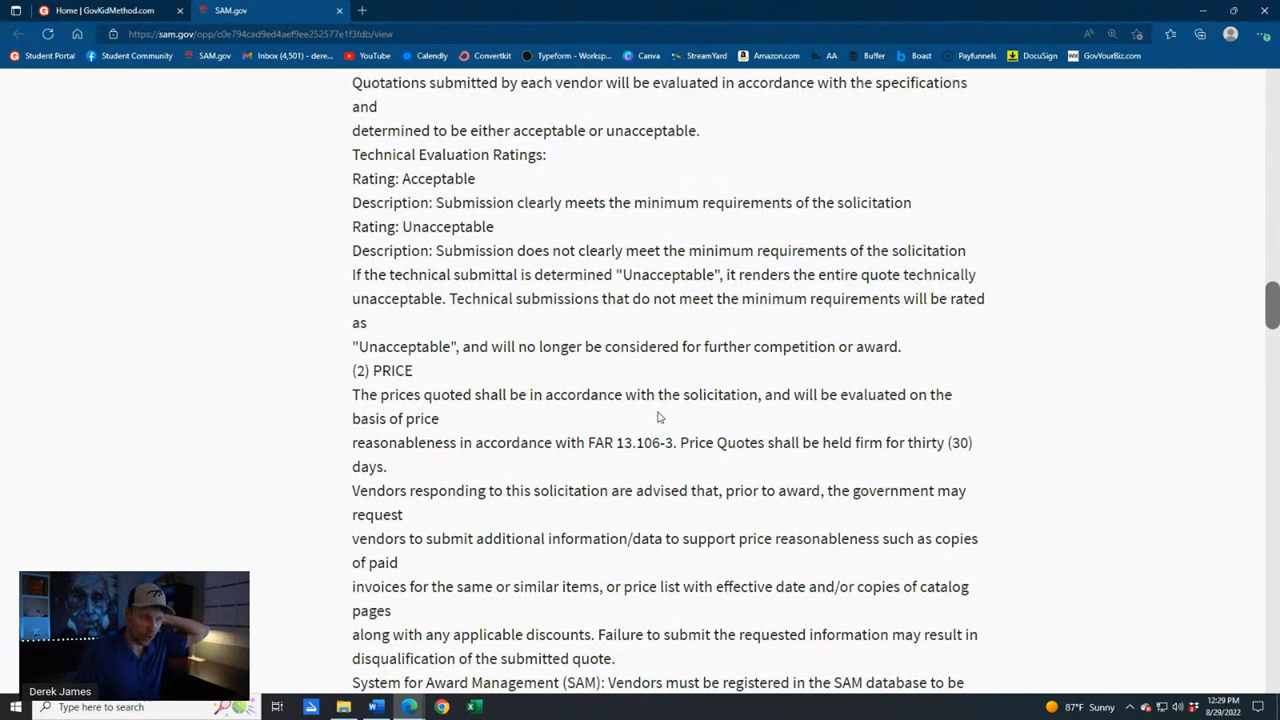 Home | GovKidMethod.com
SAM.gov
https://sam.gov/opp/c0e794cad9ed4aef9ee252577e1f3fdb/view
Student Portal
Student Community
SAM.gov
Inbox (4,501) - dere...
YouTube
Calendly
Convertkit
Typeform - Worksp...
Canva
StreamYard
Amazon.com
AA
Buffer
Boast
Payfunnels
DocuSign
GovYourBiz.com
Quotations submitted by each vendor will be evaluated in accordance with the specifications
and
determined to be either acceptable or unacceptable.
Technical Evaluation Ratings:
Rating: Acceptable
Description: Submission clearly meets the minimum requirements of the solicitation
Rating: Unacceptable
Description: Submission does not clearly meet the minimum requirements of the solicitation
If the technical submittal is determined "Unacceptable", it renders the entire quote technically
unacceptable. Technical submissions that do not meet the minimum requirements will be rated
as
"Unacceptable", and will no longer be considered for further competition or award.
(2) PRICE
The prices quoted shall be in accordance with the solicitation, and will be evaluated on the
basis of price
reasonableness in accordance with FAR 13.106-3. Price Quotes shall be held firm for thirty (30)
days.
Vendors responding to this solicitation are advised that, prior to award, the government may
request
vendors to submit additional information/data to support price reasonableness such as copies
of paid
invoices for the same or similar items, or price list with effective date and/or copies of catalog
pages
along with any applicable discounts. Failure to submit the requested information may result in
disqualification of the submitted quote.
System for Award Management (SAM): Vendors must be registered in the SAM database to be
Derek James
Type here to search
87°F Sunny
12:29 PM
8/29/2022